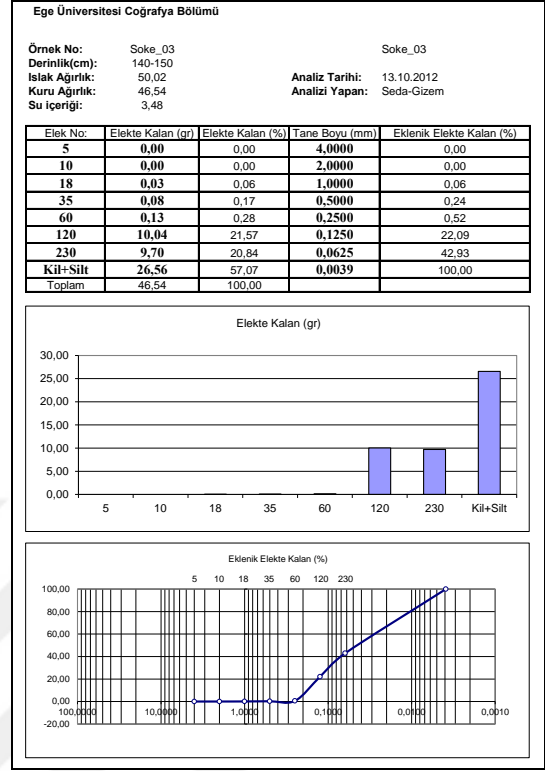 Ege Üniversitesi Coğrafya Bölümü
Örnek No: Soke_03 Soke_03
Derinlik(cm): 140-150
Islak Ağırlık: 50,02 Analiz Tarihi: 13.10.2012
Kuru Ağırlık: 46,54 Analizi Yapan: Seda-Gizem
Su içeriği: 3,48
Elek No: Elekte Kalan (gr) Elekte Kalan (%) Tane Boyu (mm) Eklenik Elekte Kalan (%)
5 0,00 0,00 4,0000 0,00
10 0,00 0,00 2,0000 0,00
18 0,03 0,06 1,0000 0,06
35 0,08 0,17 0,5000 0,24
60 0,13 0,28 0,2500 0,52
120 10,04 21,57 0,1250 22,09
230 9,70 20,84 0,0625 42,93
Kil+Silt 26,56 57,07 0,0039 100,00
Toplam 46,54 100,00
Elekte Kalan (gr)
30,00
25,00
20,00
15,00
10,00
5,00
0,00
5 10 18 35 60 120 230 Kil+Silt
Eklenik Elekte Kalan (%)
5 10 18 35 60 120 230
100,00
80,00
60,00
40,00
20,00
0,00
100,0000 10,0000 1,0000 0,1000 0,0100 0,0010
-20,00